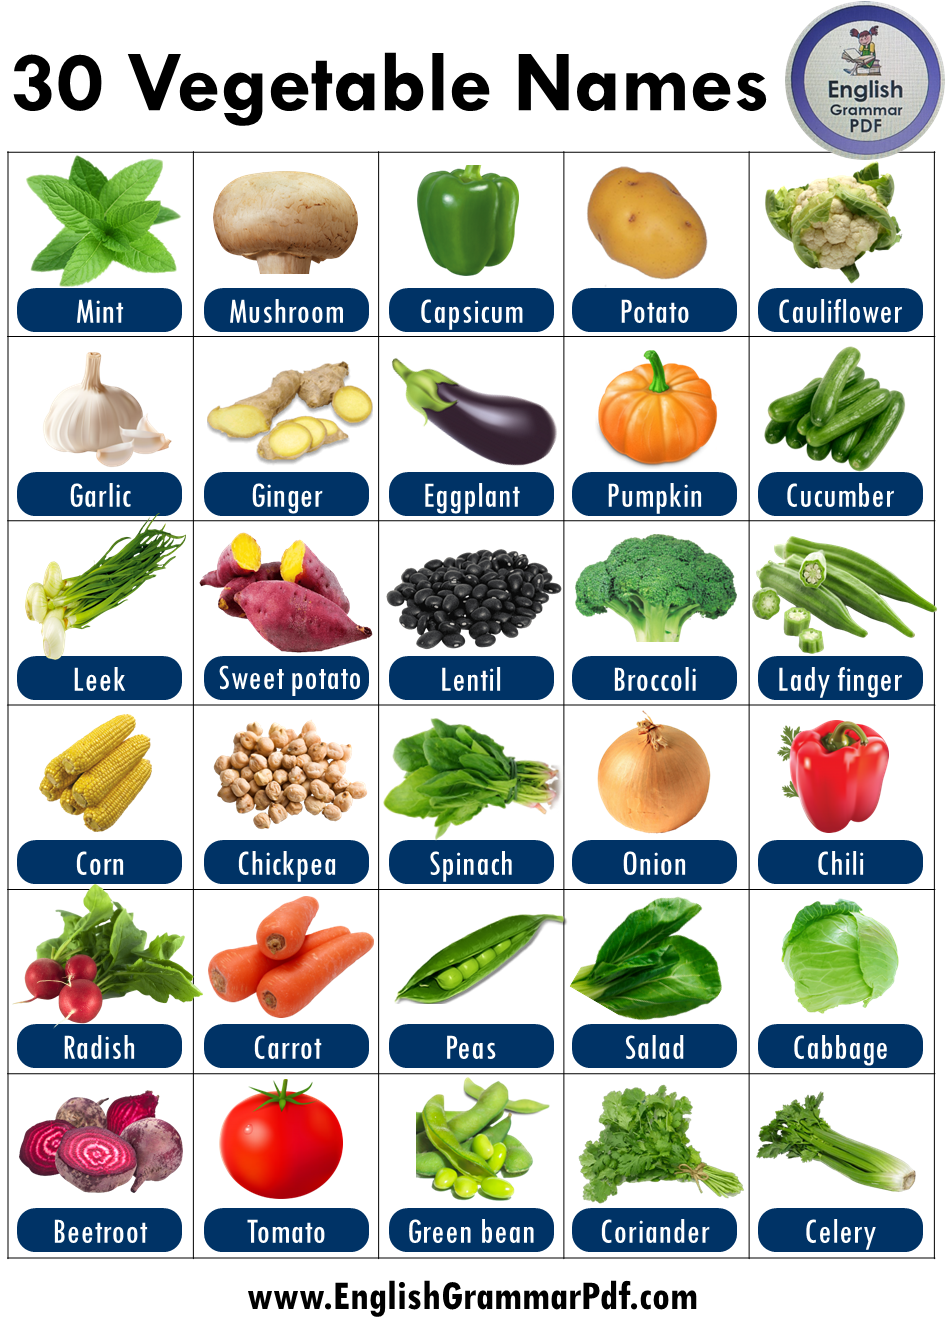 30 Vegetable Names
English
Grammar
PDF
Mint
Mushroom
Capsicum
Potato
Cauliflower
Garlic
Ginger
Eggplant
Pumpkin
Cucumber
Leek
Sweet potato
Lentil
Broccoli
Lady finger
Corn
Chickpea
Spinach
Onion
Chili
Radish
Carrot
Peas
Salad
Cabbage
Beetroot
Tomato
Green bean
Coriander
Celery
www.EnglishGrammarPdf.com